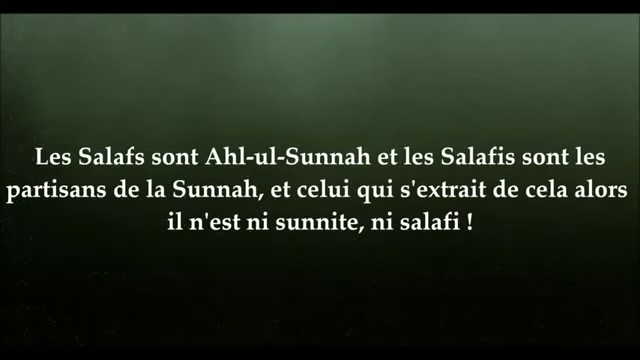 Les Salafs sont Ahl-ul-Sunnah et les Salafis sont les
partisans de la Sunnah, et celui qui s'extrait de cela alors
il n'est ni sunnite, ni salafi !